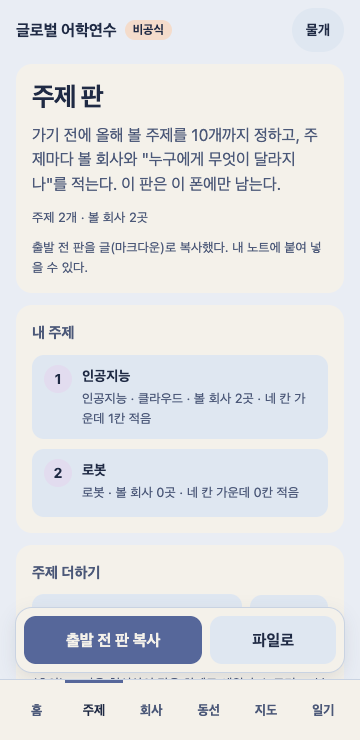 글로벌 어학연수 비공식 물개
주제 판
가기 전에 올해 볼 주제를 10개까지 정하고, 주
제마다 볼 회사와 "누구에게 무엇이 달라지
나"를 적는다. 이 판은 이 폰에만 남는다.
주제 2개 · 볼 회사 2곳
출발 전 판을 글(마크다운)로 복사했다. 내 노트에 붙여 넣
을 수 있다.
내 주제
1 인공지능
인공지능 · 클라우드 · 볼 회사 2곳 · 네 칸 가
운데 1칸 적음
2 로봇
로봇 · 볼 회사 0곳 · 네 칸 가운데 0칸 적음
주제 더하기
출발 전 판 복사 파일로
홈 주제 회사 동선 지도 일기